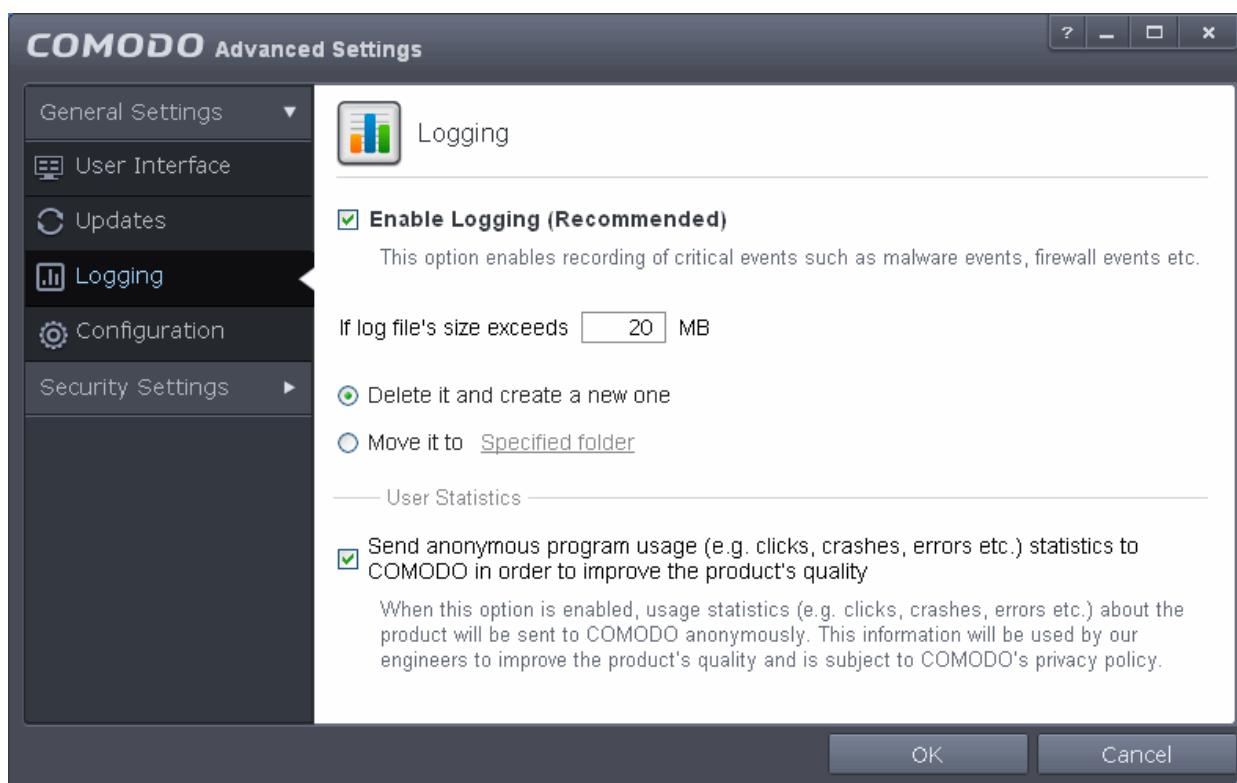 COMODO Advanced Settings
?
General Settings
User Interface
Updates
Logging
Configuration
Security Settings
Logging
Enable Logging (Recommended)
This option enables recording of critical events such as malware events, firewall events etc.
If log file's size exceeds 20 MB
Delete it and create a new one
Move it to Specified folder
User Statistics
Send anonymous program usage (e.g. clicks, crashes, errors etc.) statistics to
COMODO in order to improve the product's quality
When this option is enabled, usage statistics (e.g. clicks, crashes, errors etc.) about the
product will be sent to COMODO anonymously. This information will be used by our
engineers to improve the product's quality and is subject to COMODO's privacy policy.
OK
Cancel